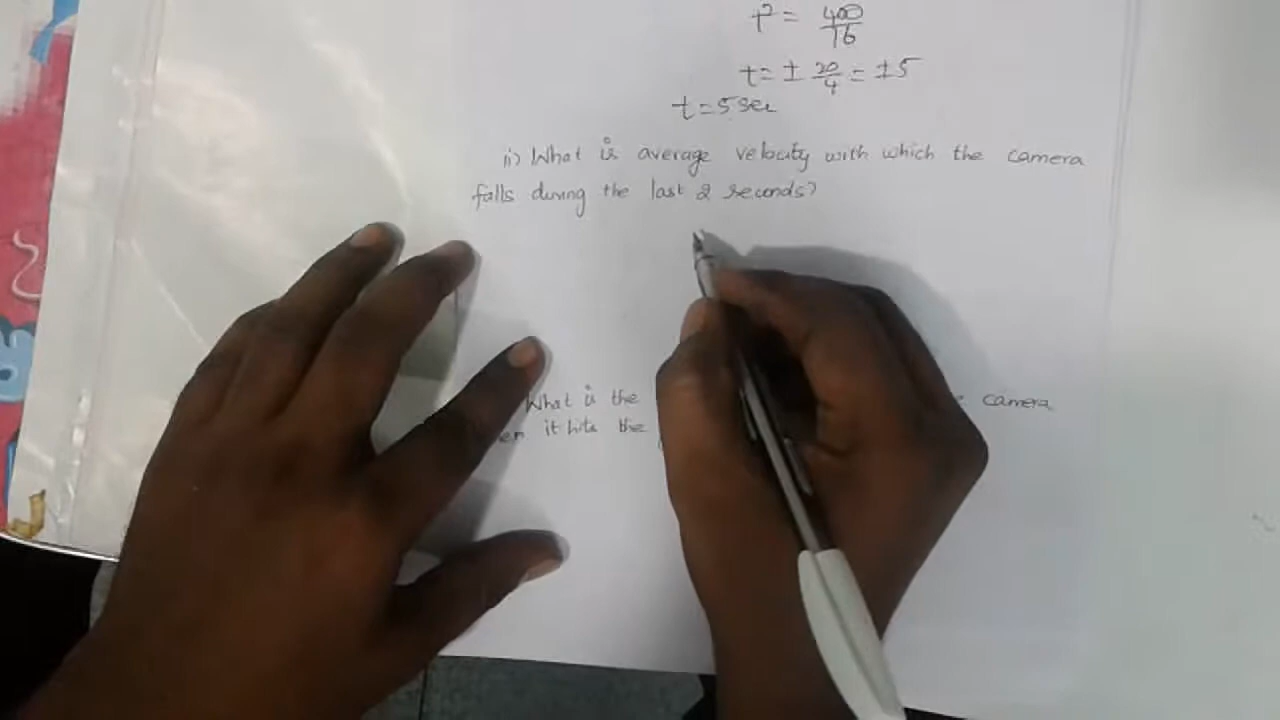 t² = 400/16
t = ± 20/4 = ±5
t = 5 sec
ii) What is average velocity with which the camera
falls during the last 2 seconds?
What is the camera
it hits the